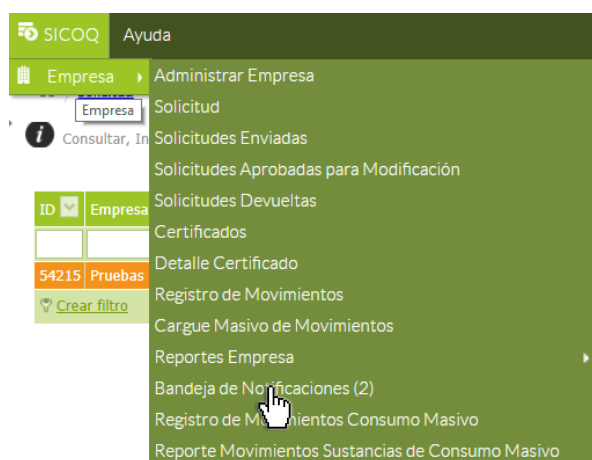 SICOQ Ayuda
Empresa Administrar Empresa
Empresa Solicitud
Consultar, In Solicitudes Enviadas
Solicitudes Aprobadas para Modificación
ID Empresa Solicitudes Devueltas
Certificados
54215 Pruebas Detalle Certificado
Crear filtro Registro de Movimientos
Cargue Masivo de Movimientos
Reportes Empresa
Bandeja de Notificaciones (2)
Registro de Movimientos Consumo Masivo
Reporte Movimientos Sustancias de Consumo Masivo